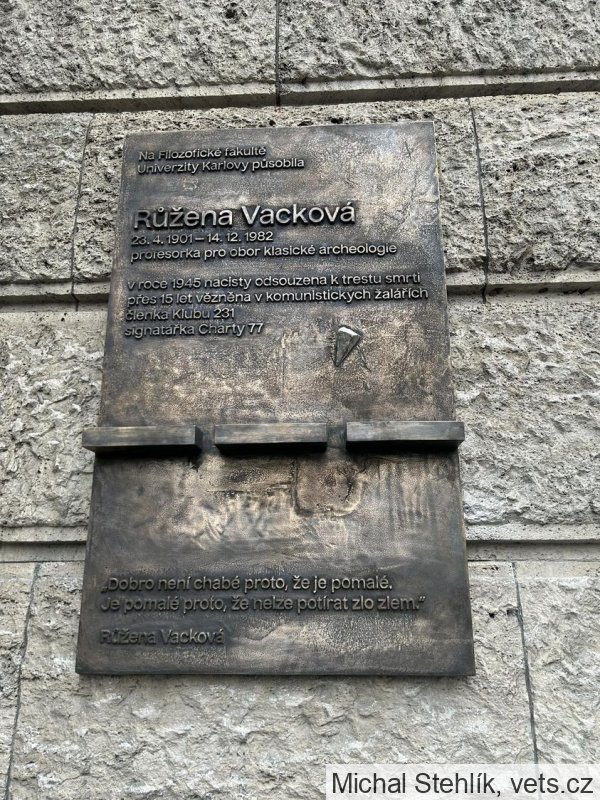 Na Filozofické fakultě
Univerzity Karlovy působila
Růžena Vacková
23. 4. 1901 – 14. 12. 1982
profesorka pro obor klasické archeologie
v roce 1945 nacisty odsouzena k trestu smrti
přes 15 let vězněna v komunistických žalářích
členka Klubu 231
signatářka Charty 77
„Dobro není chabé proto, že je pomalé.
Je pomalé proto, že nelze potírat zlo zlem.“
Růžena Vacková
Michal Stehlík, vets.cz